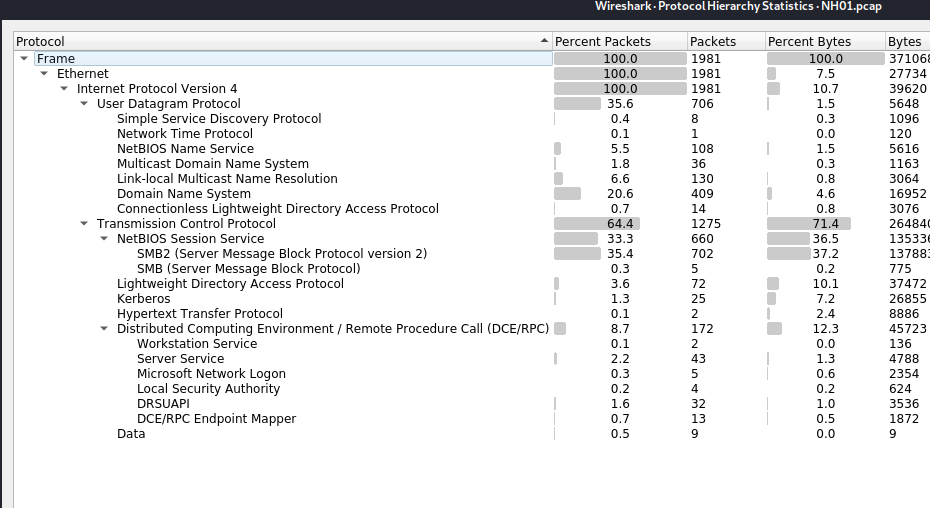 Wireshark · Protocol Hierarchy Statistics · NH01.pcap
Protocol Percent Packets Packets Percent Bytes Bytes
Frame 100.0 1981 100.0 371068
Ethernet 100.0 1981 7.5 27734
Internet Protocol Version 4 100.0 1981 10.7 39620
User Datagram Protocol 35.6 706 1.5 5648
Simple Service Discovery Protocol 0.4 8 0.3 1096
Network Time Protocol 0.1 1 0.0 120
NetBIOS Name Service 5.5 108 1.5 5616
Multicast Domain Name System 1.8 36 0.3 1163
Link-local Multicast Name Resolution 6.6 130 0.8 3064
Domain Name System 20.6 409 4.6 16952
Connectionless Lightweight Directory Access Protocol 0.7 14 0.8 3076
Transmission Control Protocol 64.4 1275 71.4 264840
NetBIOS Session Service 33.3 660 36.5 135336
SMB2 (Server Message Block Protocol version 2) 35.4 702 37.2 137883
SMB (Server Message Block Protocol) 0.3 5 0.2 775
Lightweight Directory Access Protocol 3.6 72 10.1 37472
Kerberos 1.3 25 7.2 26855
Hypertext Transfer Protocol 0.1 2 2.4 8886
Distributed Computing Environment / Remote Procedure Call (DCE/RPC) 8.7 172 12.3 45723
Workstation Service 0.1 2 0.0 136
Server Service 2.2 43 1.3 4788
Microsoft Network Logon 0.3 5 0.6 2354
Local Security Authority 0.2 4 0.2 624
DRSUAPI 1.6 32 1.0 3536
DCE/RPC Endpoint Mapper 0.7 13 0.5 1872
Data 0.5 9 0.0 9